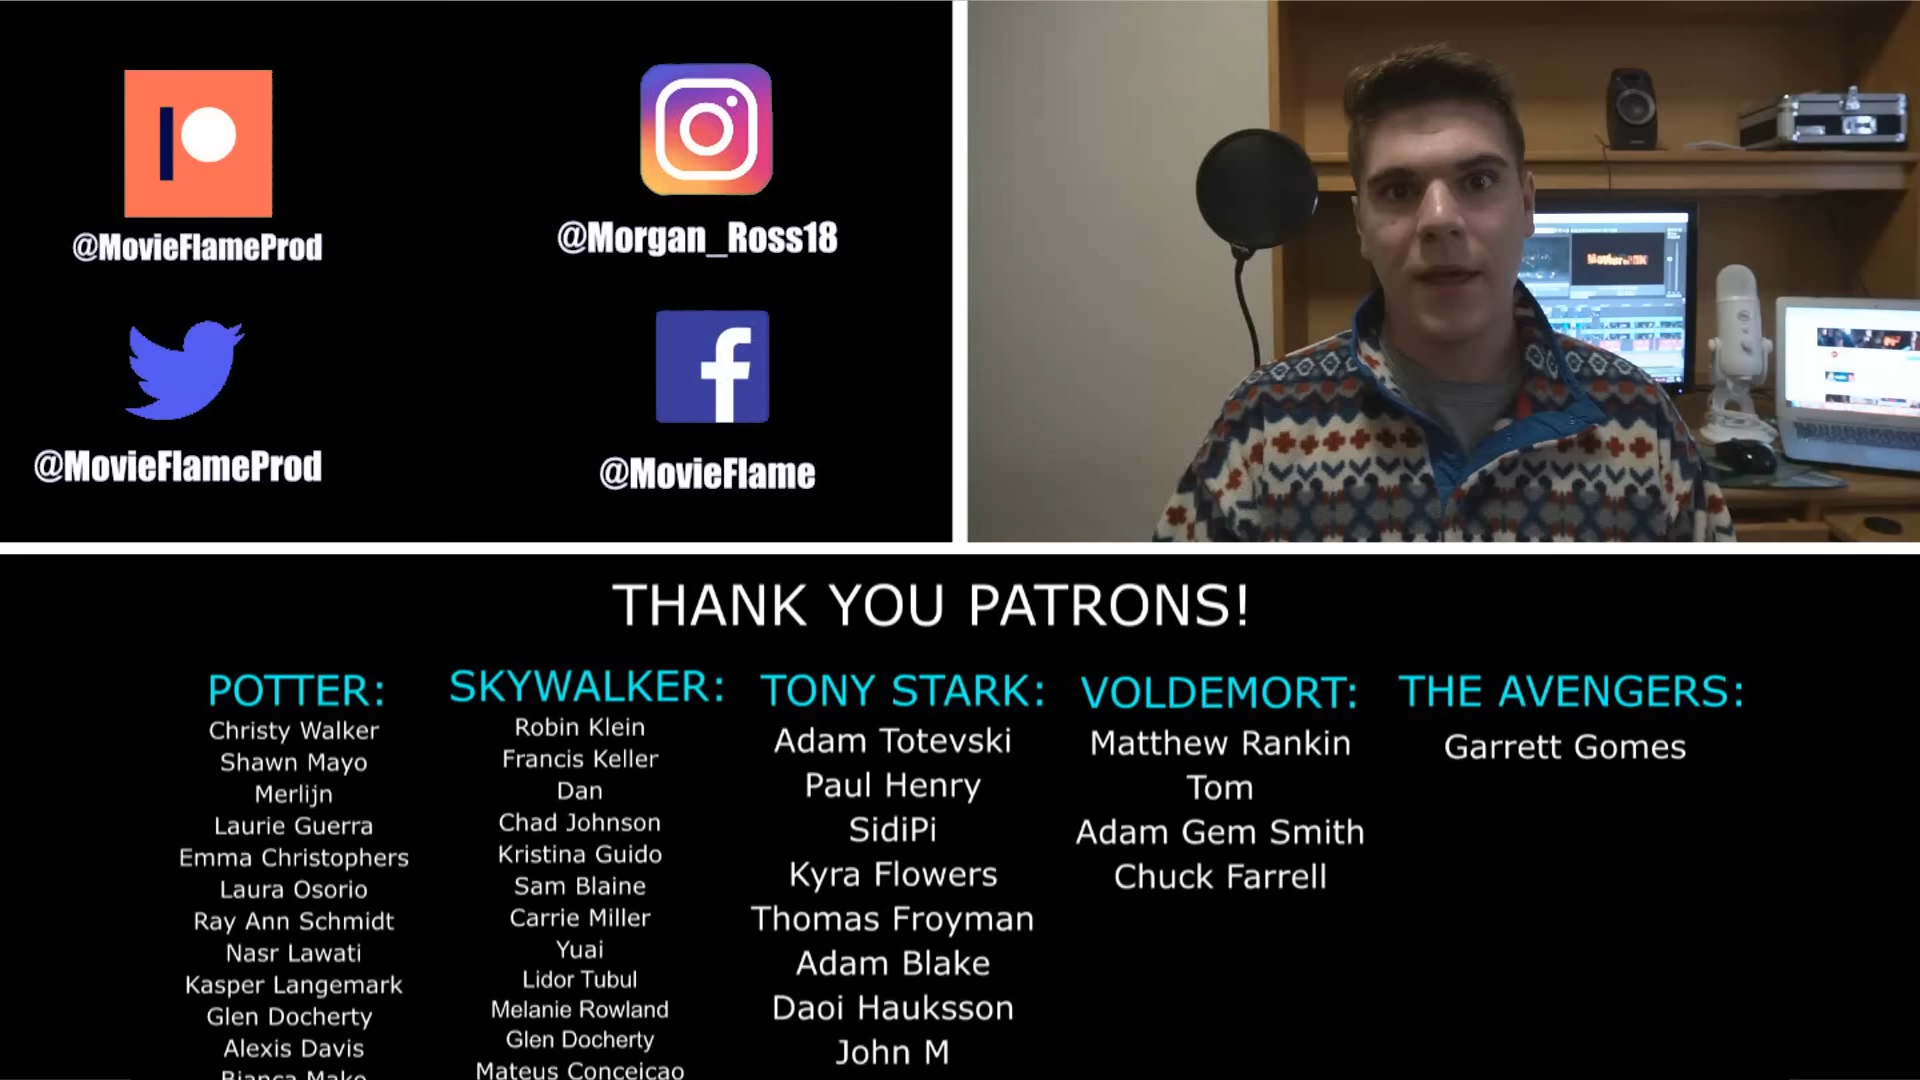 @MovieFlameProd
@Morgan_Ross18
@MovieFlameProd
@MovieFlame
THANK YOU PATRONS!
POTTER:
Christy Walker
Shawn Mayo
Merlijn
Laurie Guerra
Emma Christophers
Laura Osorio
Ray Ann Schmidt
Nasr Lawati
Kasper Langemark
Glen Docherty
Alexis Davis
Bianca Make
SKYWALKER:
Robin Klein
Francis Keller
Dan
Chad Johnson
Kristina Guido
Sam Blaine
Carrie Miller
Yuai
Lidor Tubul
Melanie Rowland
Glen Docherty
Mateus Conceicao
TONY STARK:
Adam Totevski
Paul Henry
SidiPi
Kyra Flowers
Thomas Froyman
Adam Blake
Daoi Hauksson
John M
VOLDEMORT:
Matthew Rankin
Tom
Adam Gem Smith
Chuck Farrell
THE AVENGERS:
Garrett Gomes